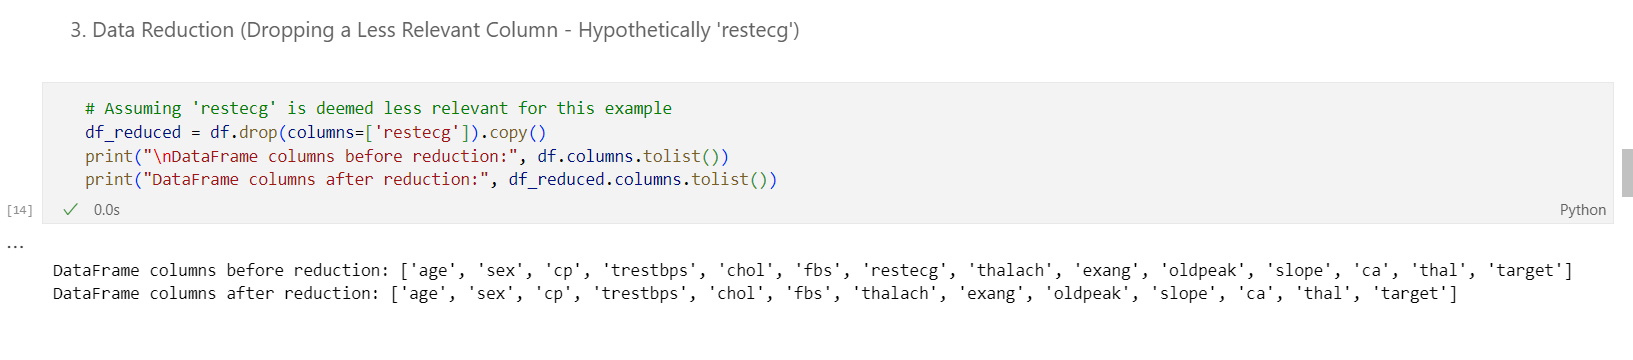 3. Data Reduction (Dropping a Less Relevant Column - Hypothetically 'restecg')
# Assuming 'restecg' is deemed less relevant for this example
df_reduced = df.drop(columns=['restecg']).copy()
print("\nDataFrame columns before reduction:", df.columns.tolist())
print("DataFrame columns after reduction:", df_reduced.columns.tolist())
[14] ✓ 0.0s Python
...
DataFrame columns before reduction: ['age', 'sex', 'cp', 'trestbps', 'chol', 'fbs', 'restecg', 'thalach', 'exang', 'oldpeak', 'slope', 'ca', 'thal', 'target']
DataFrame columns after reduction: ['age', 'sex', 'cp', 'trestbps', 'chol', 'fbs', 'thalach', 'exang', 'oldpeak', 'slope', 'ca', 'thal', 'target']